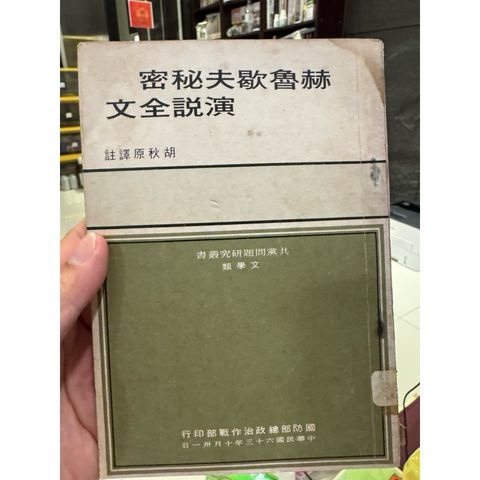 赫魯歇夫秘密
演說全文
胡秋原譯註
共黨問題研究叢書
文學類
國防部總政治作戰部印行
中華民國六十三年十月卅一日